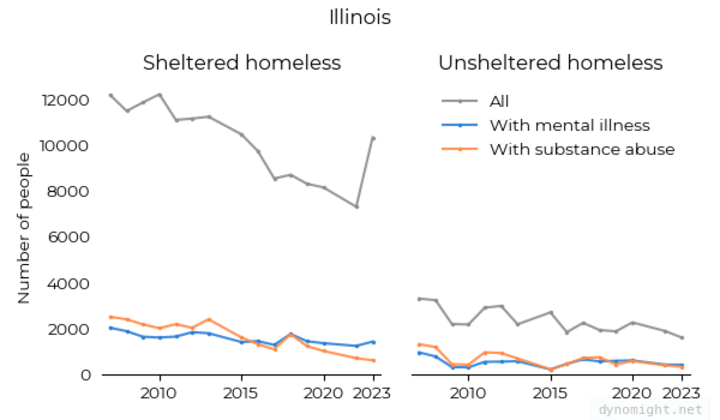 Illinois
Sheltered homeless
Unsheltered homeless
Number of people
12000
10000
8000
6000
4000
2000
0
All
With mental illness
With substance abuse
2010
2015
2020
2023
2010
2015
2020
2023
dynomight.net